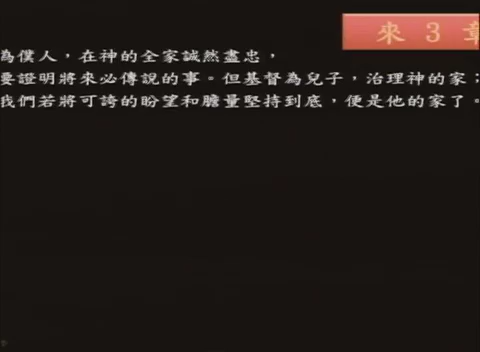 來 3 章
為僕人，在神的全家誠然盡忠，
要證明將來必傳說的事。但基督為兒子，治理神的家；
我們若將可誇的盼望和膽量堅持到底，便是他的家了。